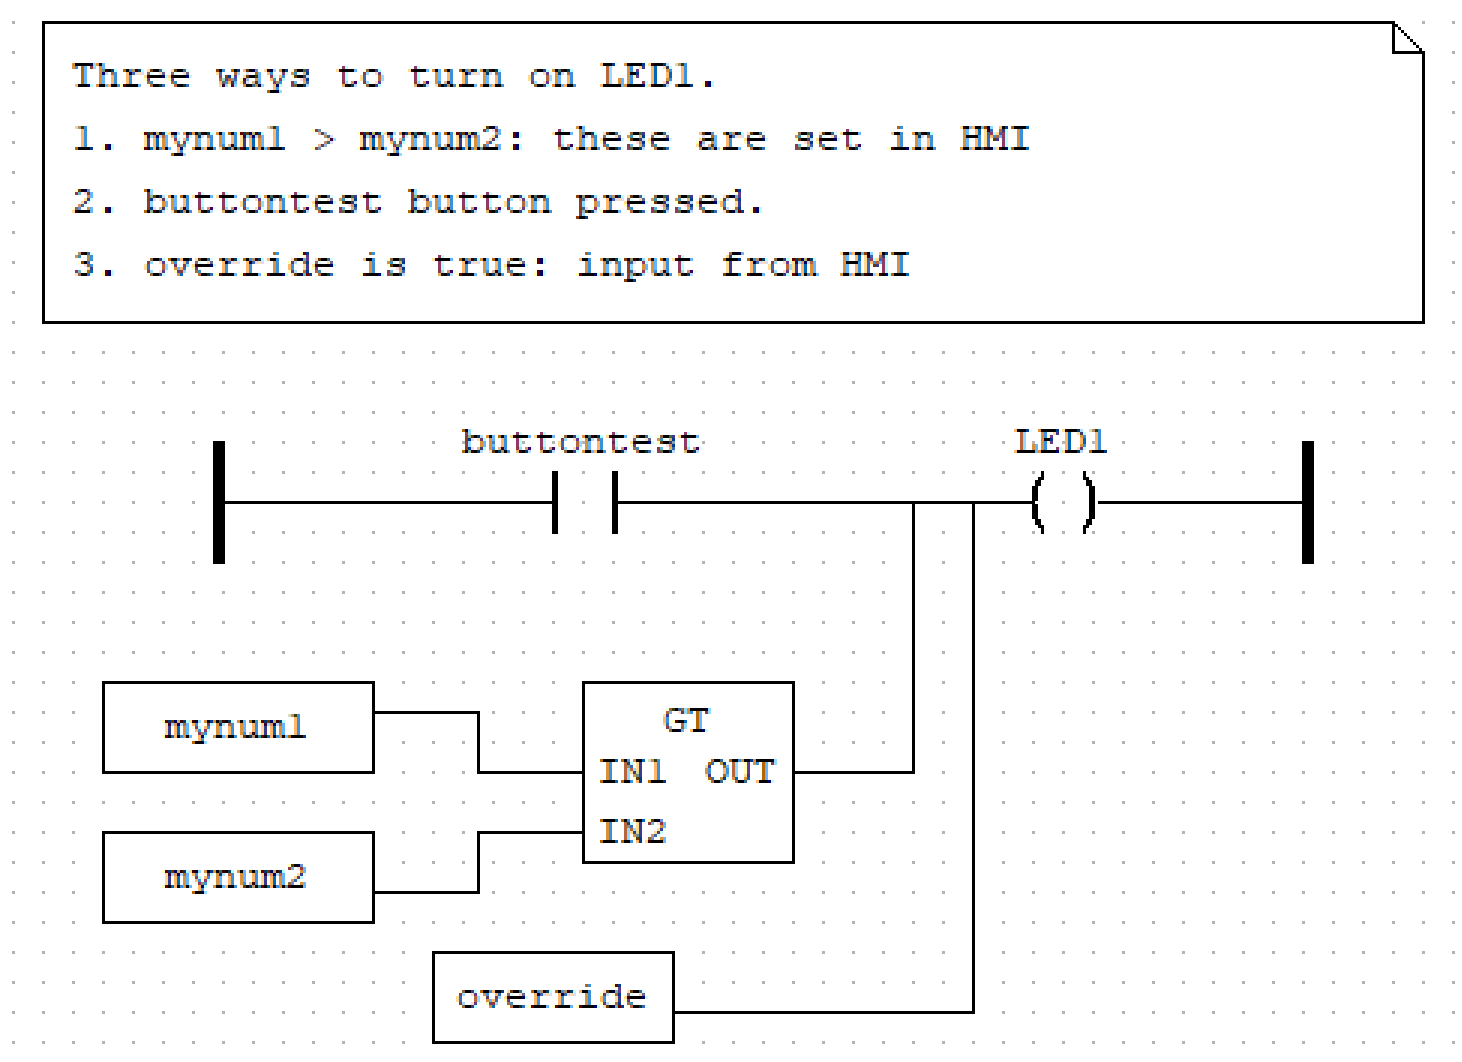 Three ways to turn on LED1.
1. mynum1 > mynum2: these are set in HMI
2. buttontest button pressed.
3. override is true: input from HMI
buttontest
LED1
mynum1
GT
IN1 OUT
IN2
mynum2
override